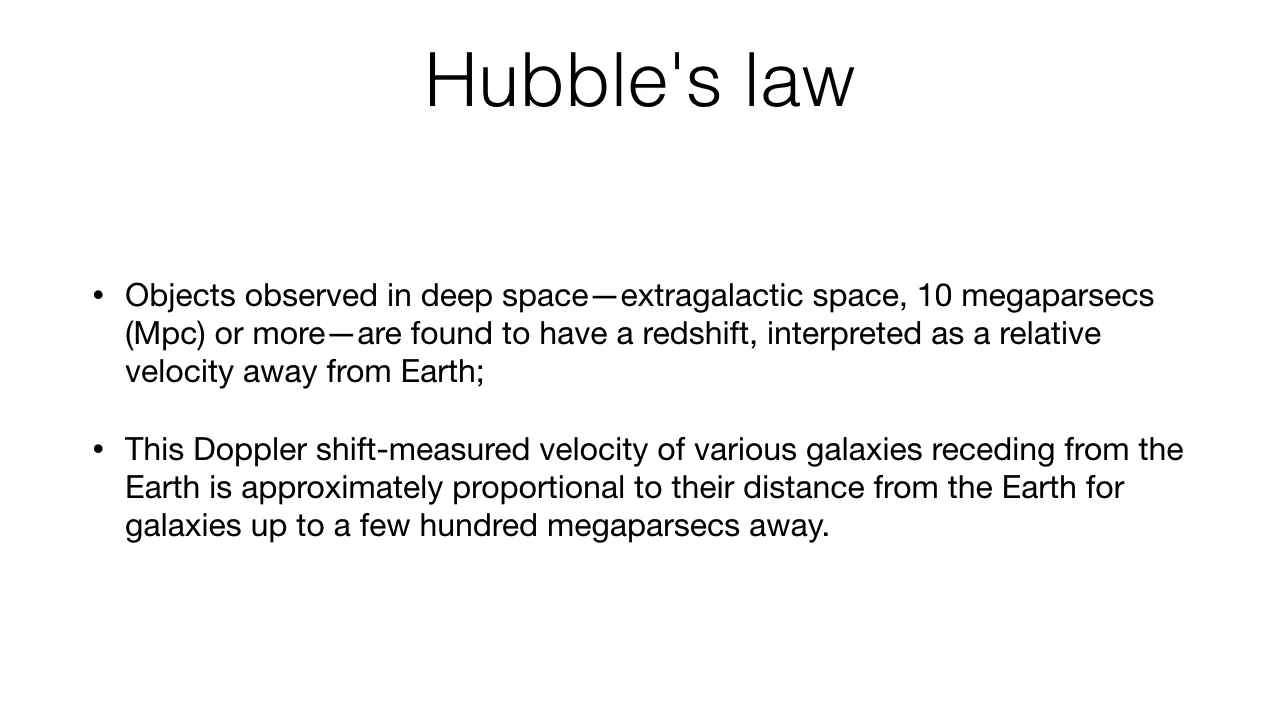 Hubble's law
• Objects observed in deep space—extragalactic space, 10 megaparsecs
(Mpc) or more—are found to have a redshift, interpreted as a relative
velocity away from Earth;
• This Doppler shift-measured velocity of various galaxies receding from the
Earth is approximately proportional to their distance from the Earth for
galaxies up to a few hundred megaparsecs away.